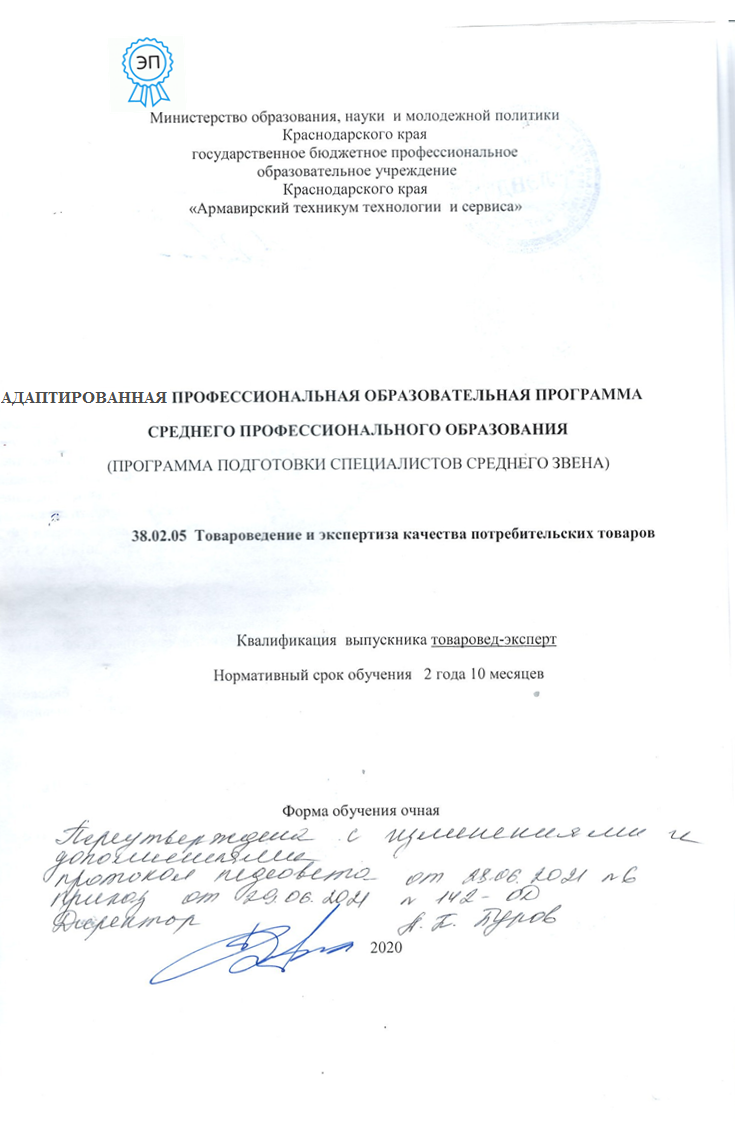 ЭП
Министерство образования, науки и молодежной политики
Краснодарского края
государственное бюджетное профессиональное
образовательное учреждение
Краснодарского края
«Армавирский техникум технологии и сервиса»
АДАПТИРОВАННАЯ ПРОФЕССИОНАЛЬНАЯ ОБРАЗОВАТЕЛЬНАЯ ПРОГРАММА
СРЕДНЕГО ПРОФЕССИОНАЛЬНОГО ОБРАЗОВАНИЯ
(ПРОГРАММА ПОДГОТОВКИ СПЕЦИАЛИСТОВ СРЕДНЕГО ЗВЕНА)
38.02.05 Товароведение и экспертиза качества потребительских товаров
Квалификация выпускника товаровед-эксперт
Нормативный срок обучения 2 года 10 месяцев
Форма обучения очная
Переутверждена с изменениями и
дополнениями
протокол педсовета от 28.06.2021 №6
приказ от 29.06.2021 № 142-ОД
Директор А. П. Буров
2020